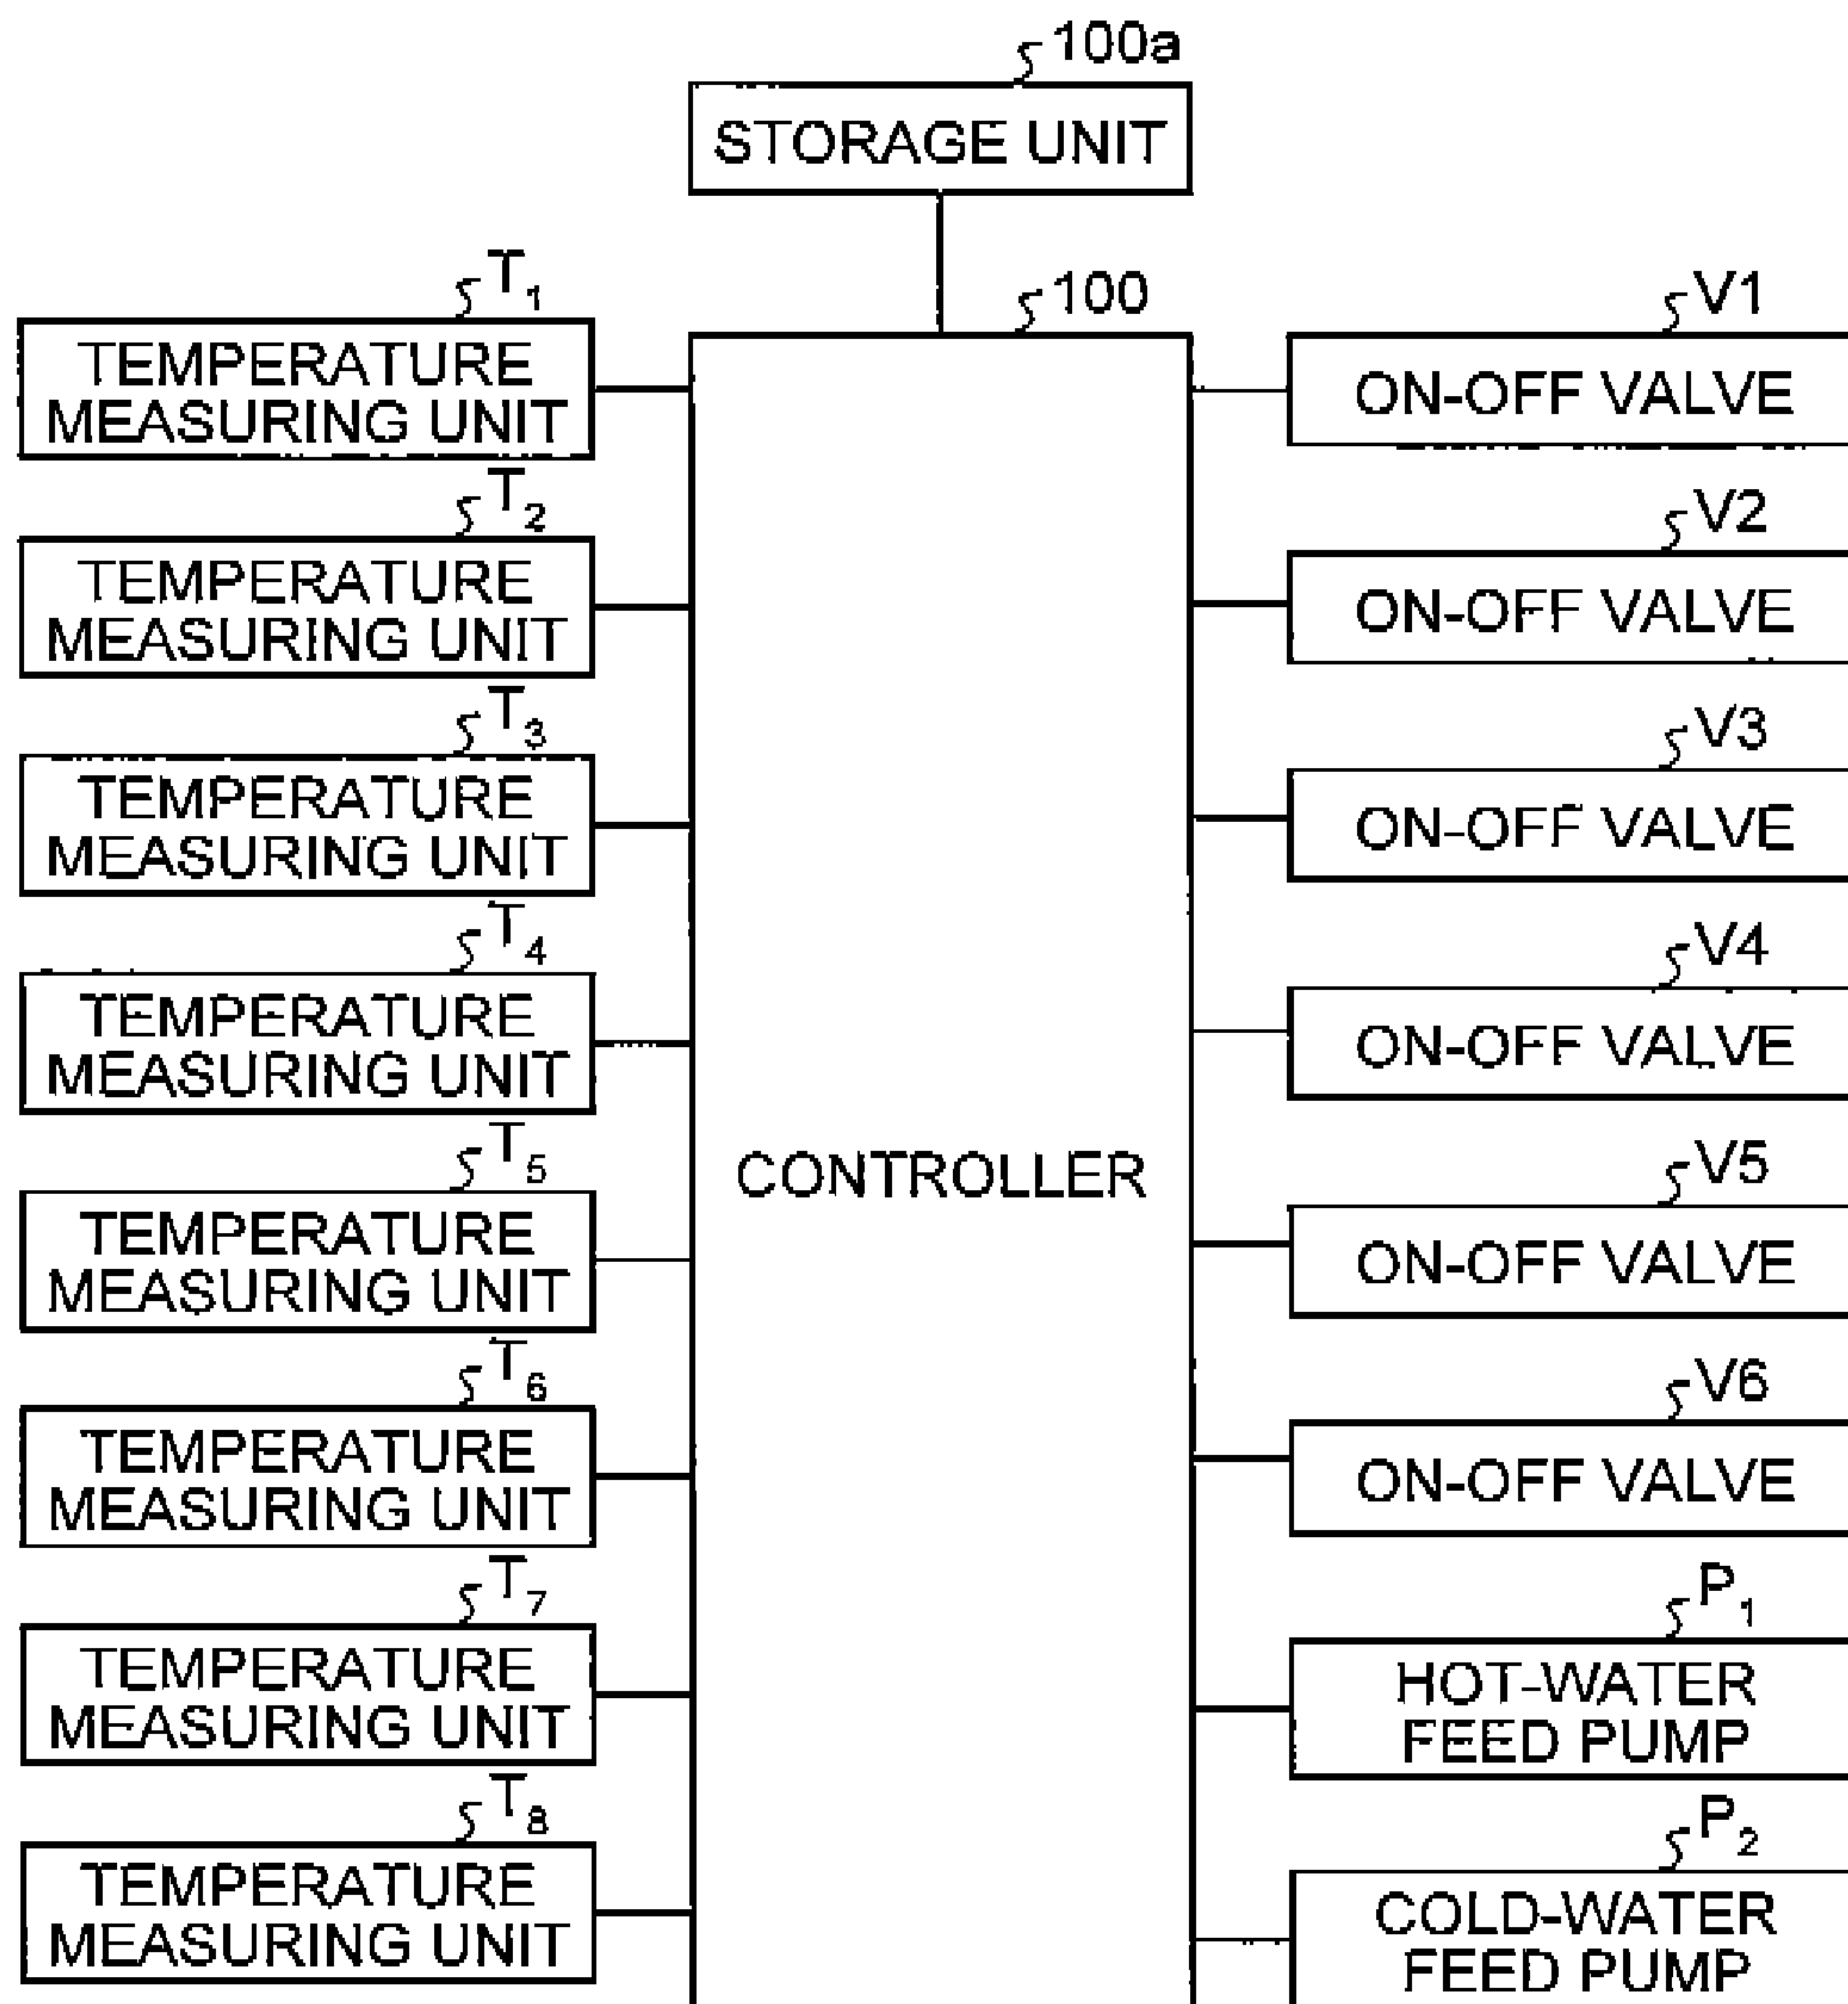 100a
STORAGE UNIT
100
T1
TEMPERATURE
MEASURING UNIT
T2
TEMPERATURE
MEASURING UNIT
T3
TEMPERATURE
MEASURING UNIT
T4
TEMPERATURE
MEASURING UNIT
T5
TEMPERATURE
MEASURING UNIT
T6
TEMPERATURE
MEASURING UNIT
T7
TEMPERATURE
MEASURING UNIT
T8
TEMPERATURE
MEASURING UNIT
CONTROLLER
V1
ON-OFF VALVE
V2
ON-OFF VALVE
V3
ON-OFF VALVE
V4
ON-OFF VALVE
V5
ON-OFF VALVE
V6
ON-OFF VALVE
P1
HOT-WATER
FEED PUMP
P2
COLD-WATER
FEED PUMP